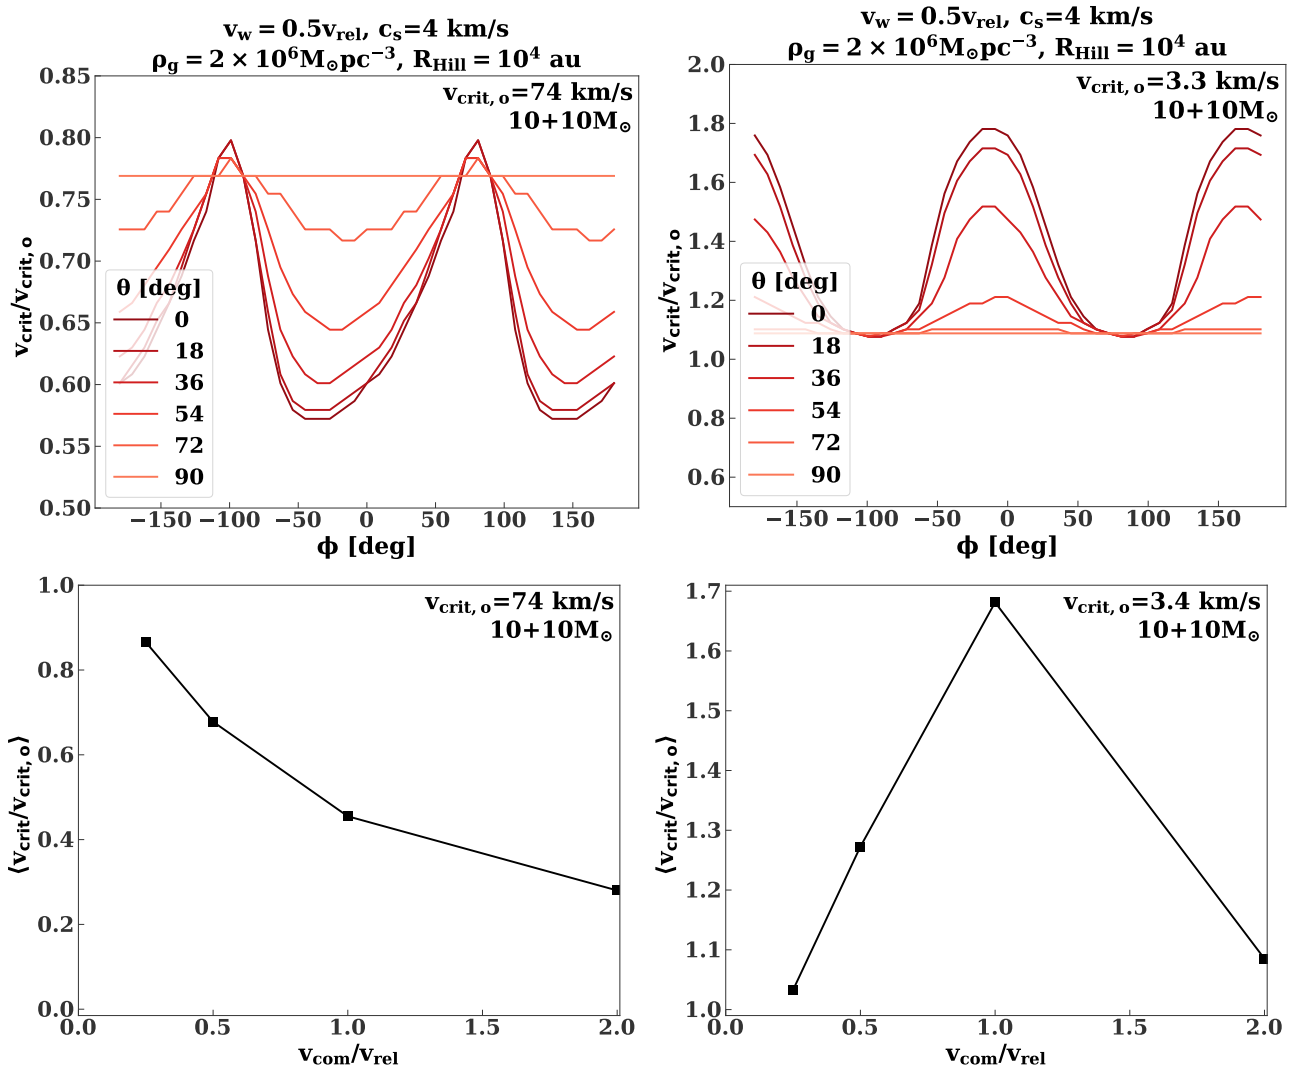 v_w = 0.5v_rel, c_s=4 km/s
ρ_g = 2 × 10^6 M_⊙ pc^−3, R_Hill = 10^4 au
v_crit, o=74 km/s
10+10M_⊙
0.85
0.80
0.75
0.70
0.65
0.60
0.55
0.50
v_crit/v_crit, o
θ [deg]
0
18
36
54
72
90
−150 −100 −50 0 50 100 150
ϕ [deg]
v_w = 0.5v_rel, c_s=4 km/s
ρ_g = 2 × 10^6 M_⊙ pc^−3, R_Hill = 10^4 au
v_crit, o=3.3 km/s
10+10M_⊙
2.0
1.8
1.6
1.4
1.2
1.0
0.8
0.6
v_crit/v_crit, o
θ [deg]
0
18
36
54
72
90
−150 −100 −50 0 50 100 150
ϕ [deg]
v_crit, o=74 km/s
10+10M_⊙
1.0
0.8
0.6
0.4
0.2
0.0
⟨v_crit/v_crit, o⟩
0.0 0.5 1.0 1.5 2.0
v_com/v_rel
v_crit, o=3.4 km/s
10+10M_⊙
1.7
1.6
1.5
1.4
1.3
1.2
1.1
1.0
⟨v_crit/v_crit, o⟩
0.0 0.5 1.0 1.5 2.0
v_com/v_rel